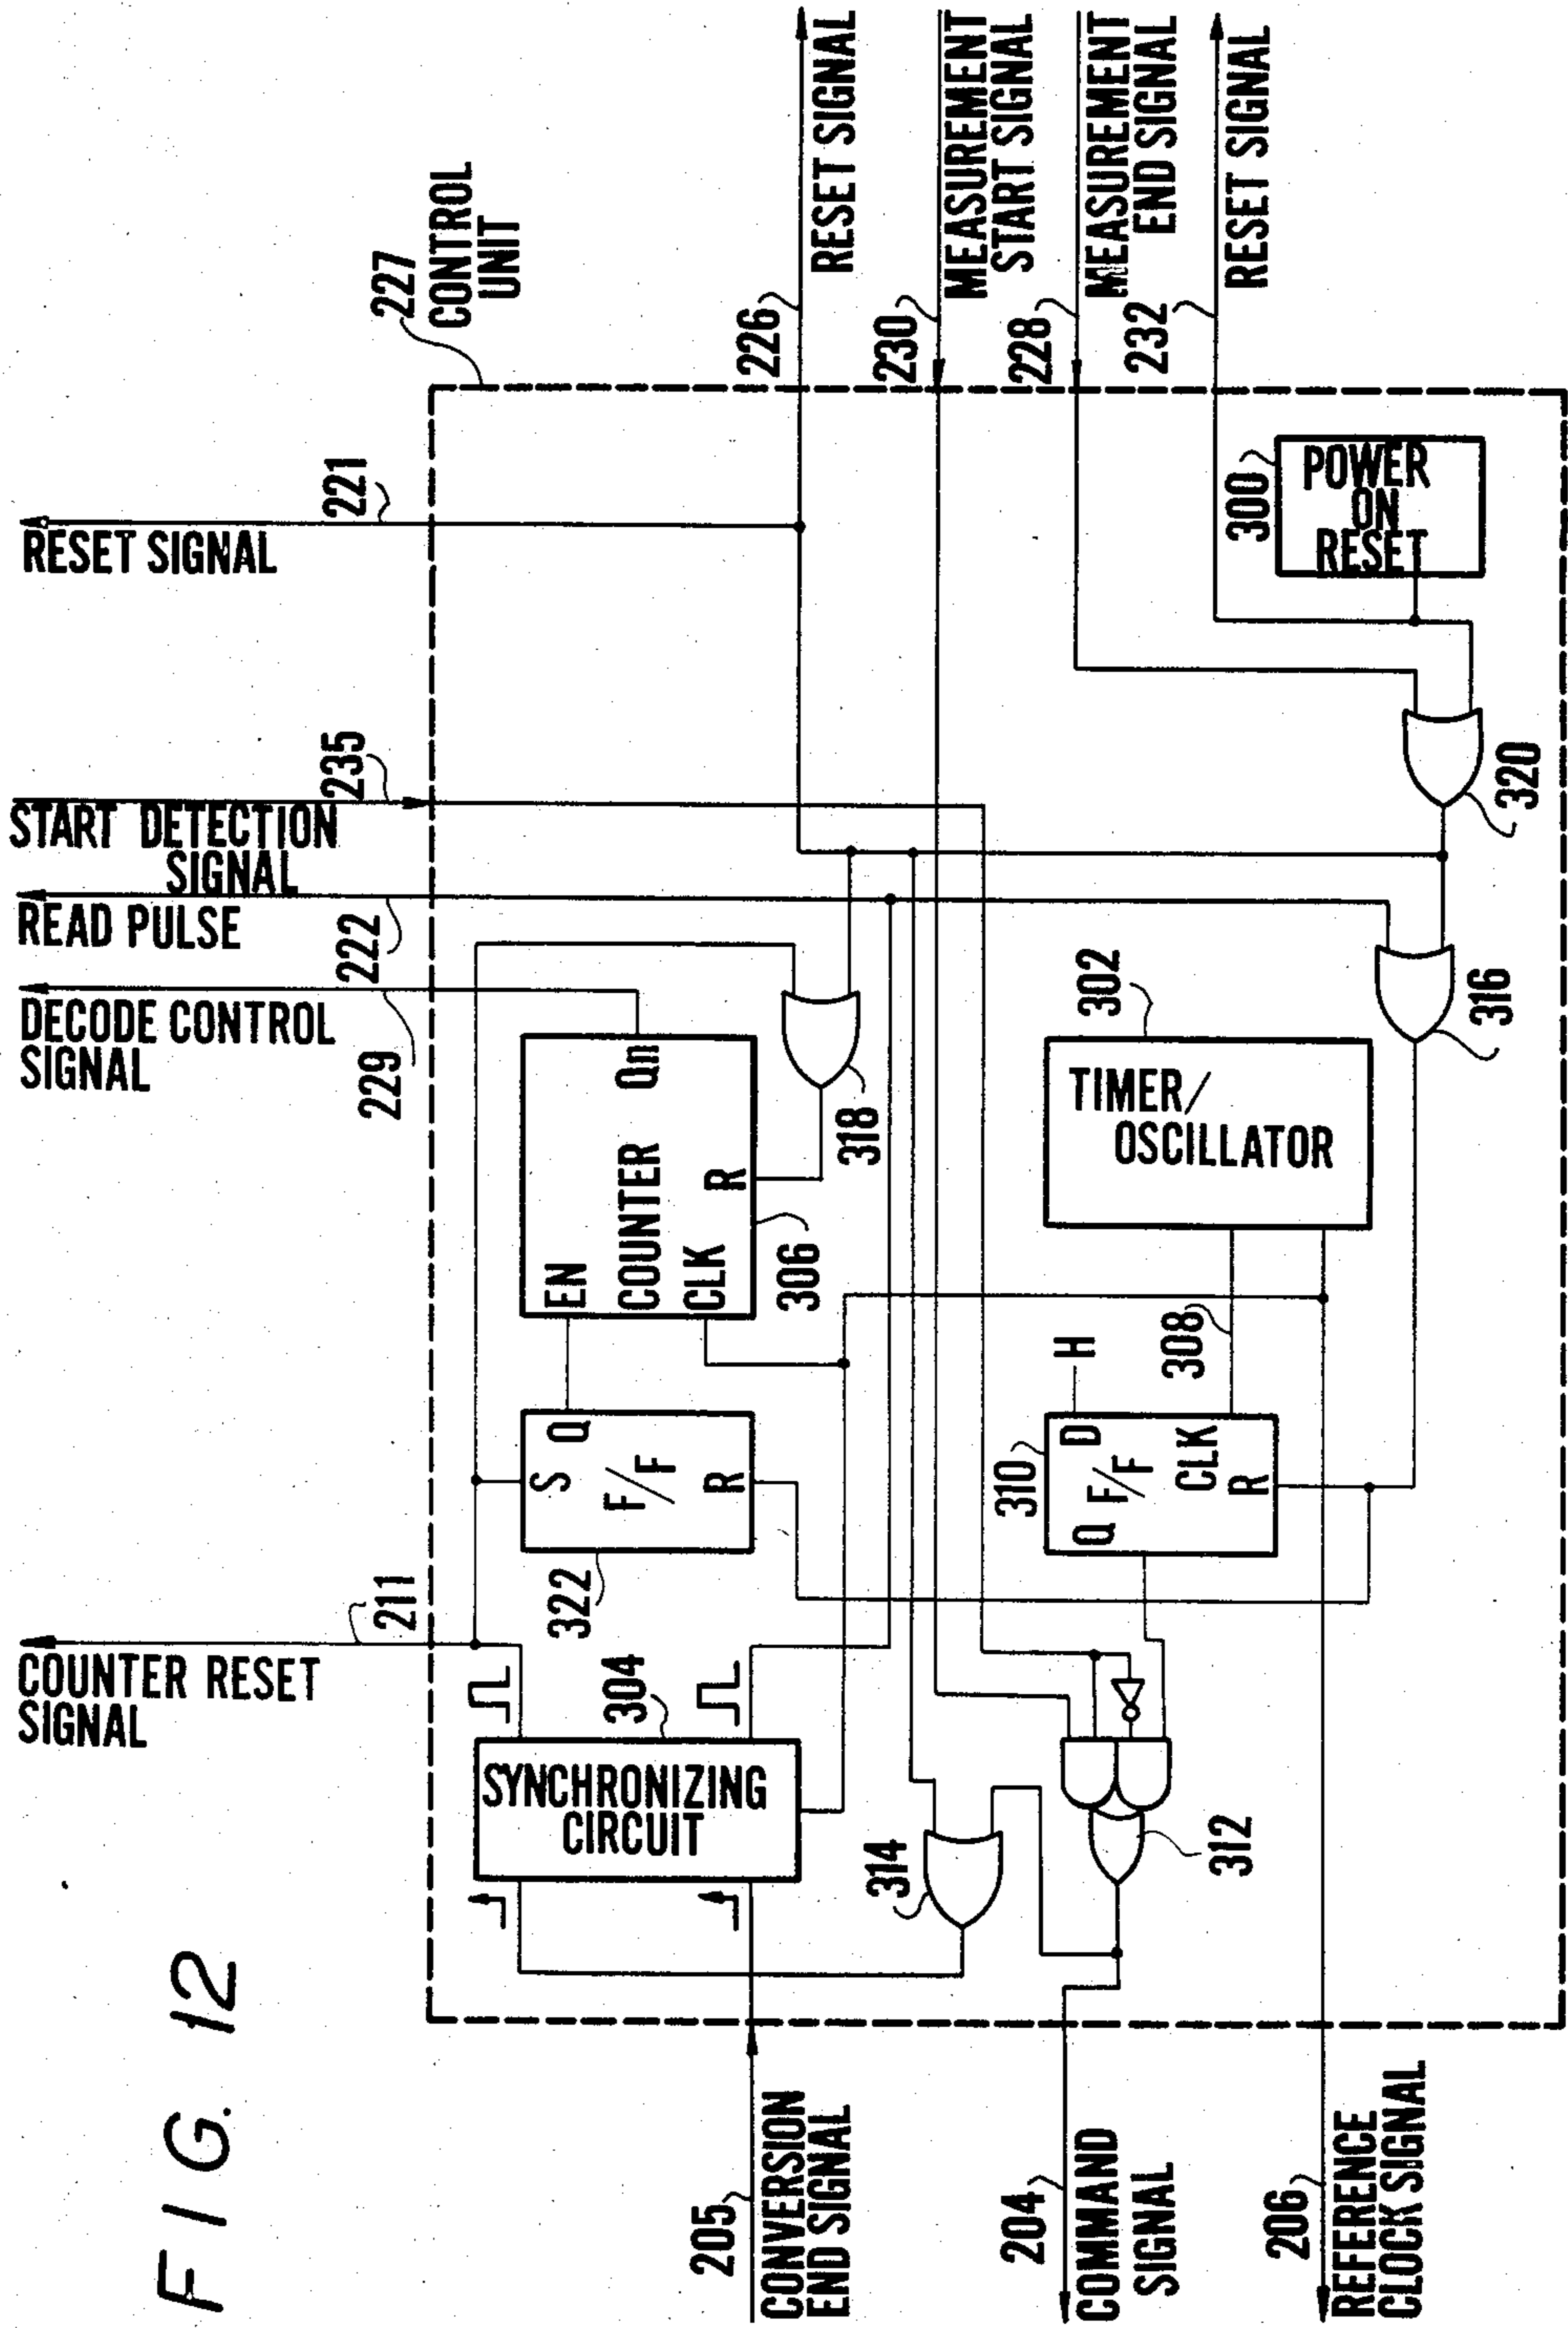 FIG. 12
COUNTER RESET
SIGNAL
211
DECODE CONTROL
SIGNAL
229
READ PULSE
222
START DETECTION
SIGNAL
235
RESET SIGNAL
221
227
CONTROL
UNIT
205
CONVERSION
END SIGNAL
204
COMMAND
SIGNAL
206
REFERENCE
CLOCK SIGNAL
SYNCHRONIZING
CIRCUIT
304
322
S Q
F/F
R
EN
COUNTER Qn
CLK R
306
318
314
312
310
Q D
F/F
CLK
R
H
308
302
TIMER/
OSCILLATOR
316
320
300
POWER
ON
RESET
226
RESET SIGNAL
230
MEASUREMENT
START SIGNAL
228
MEASUREMENT
END SIGNAL
232
RESET SIGNAL